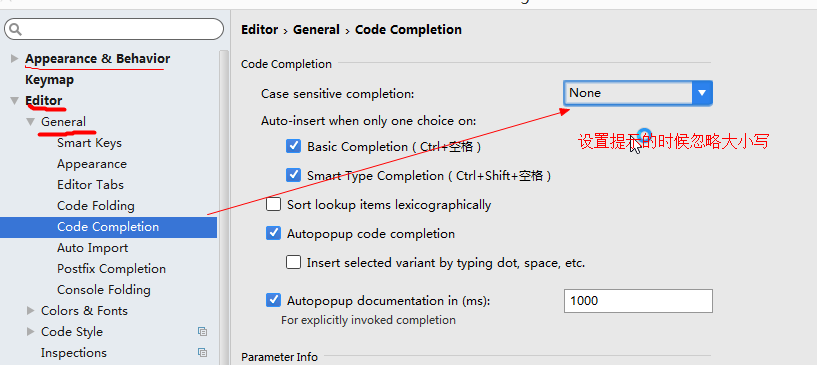 Editor › General › Code Completion
Appearance & Behavior
Keymap
Editor
General
Smart Keys
Appearance
Editor Tabs
Code Folding
Code Completion
Auto Import
Postfix Completion
Console Folding
Colors & Fonts
Code Style
Inspections
Code Completion
Case sensitive completion:
None
Auto-insert when only one choice on:
Basic Completion ( Ctrl+空格 )
设置提示的时候忽略大小写
Smart Type Completion ( Ctrl+Shift+空格 )
Sort lookup items lexicographically
Autopopup code completion
Insert selected variant by typing dot, space, etc.
Autopopup documentation in (ms):
1000
For explicitly invoked completion
Parameter Info